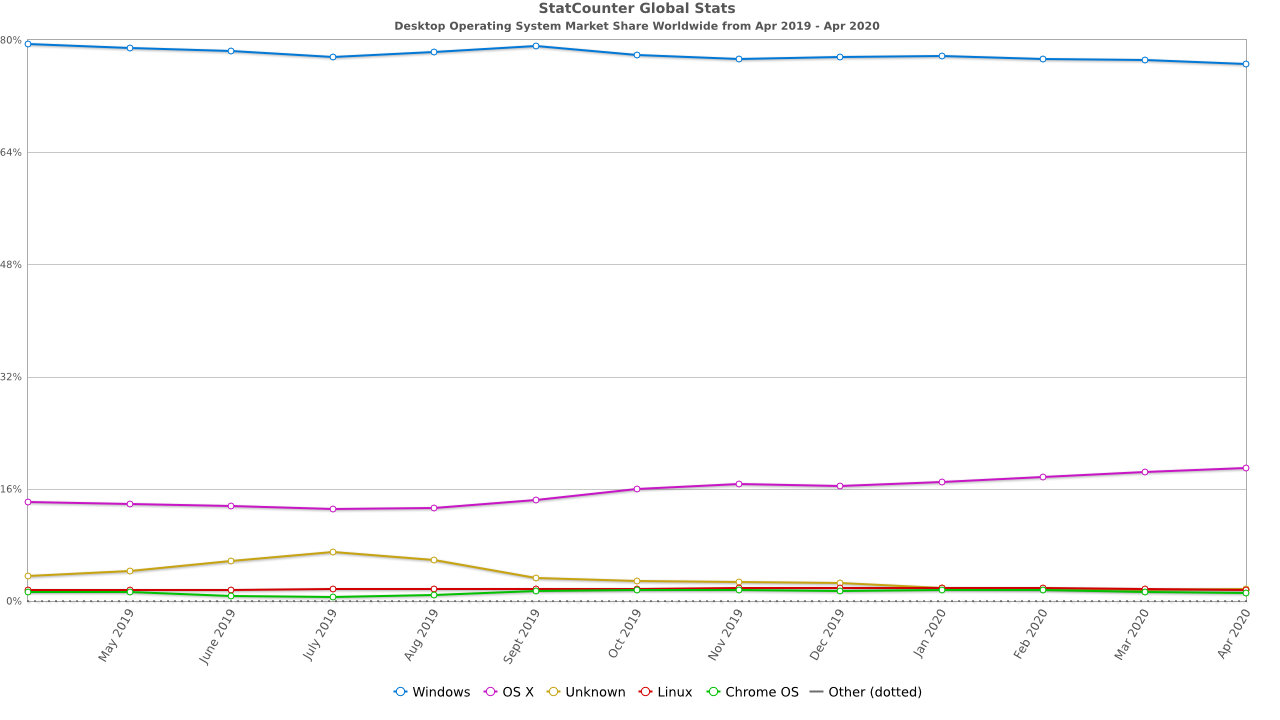 StatCounter Global Stats
Desktop Operating System Market Share Worldwide from Apr 2019 - Apr 2020
80%
64%
48%
32%
16%
0%
May 2019
June 2019
July 2019
Aug 2019
Sept 2019
Oct 2019
Nov 2019
Dec 2019
Jan 2020
Feb 2020
Mar 2020
Apr 2020
Windows OS X Unknown Linux Chrome OS Other (dotted)